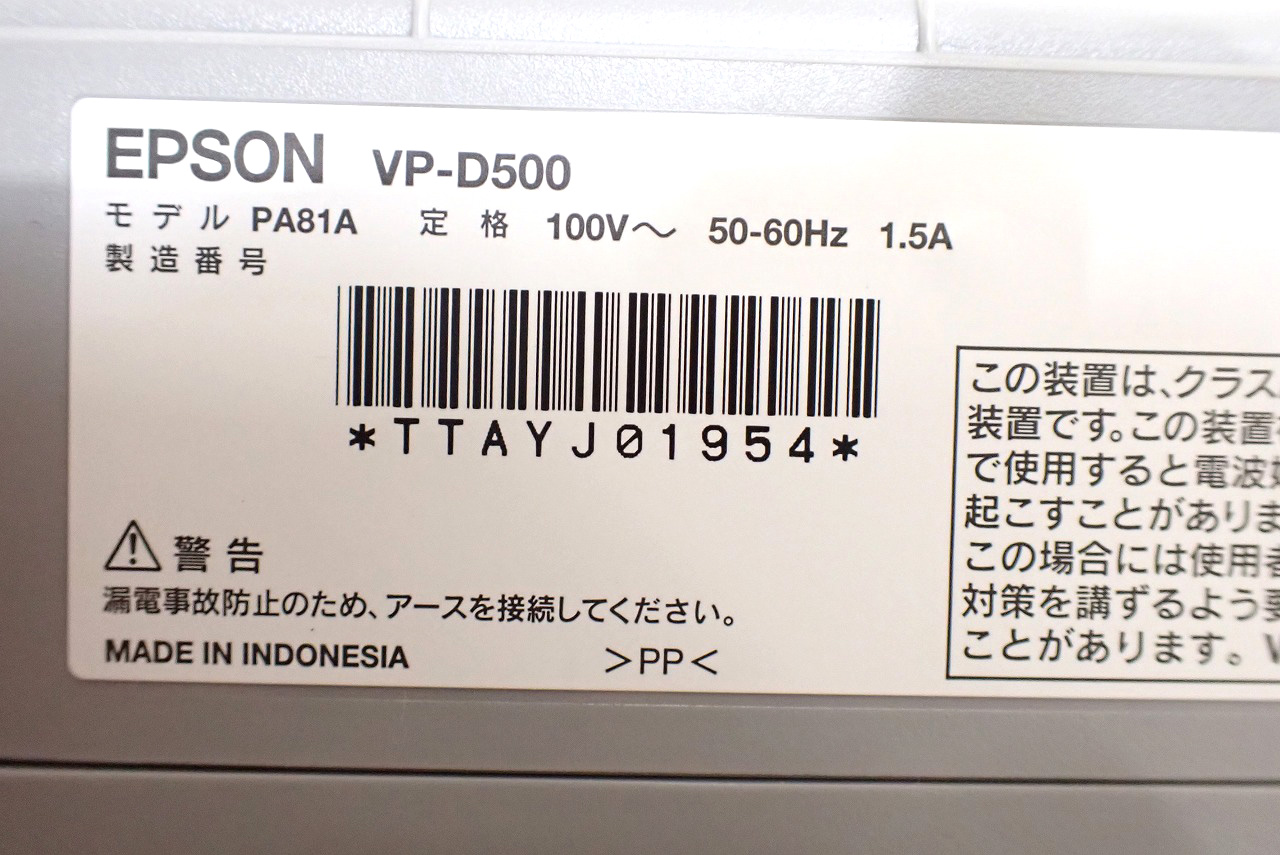 EPSON VP-D500
モデル PA81A 定格 100V～ 50-60Hz 1.5A
製造番号
*TTAYJ01954*
警告
漏電事故防止のため、アースを接続してください。
MADE IN INDONESIA >PP<
この装置は、クラス
装置です。この装置
で使用すると電波
起こすことがありま
この場合には使用者
対策を講ずるよう要
ことがあります。 V